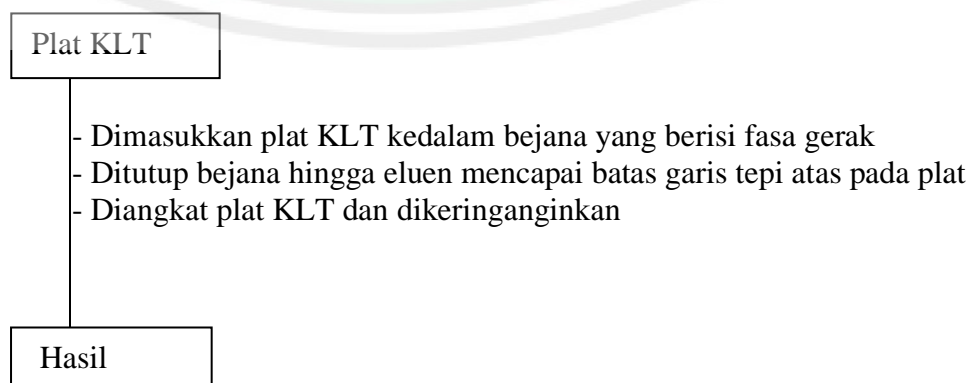 Plat KLT
- Dimasukkan plat KLT kedalam bejana yang berisi fasa gerak
- Ditutup bejana hingga eluen mencapai batas garis tepi atas pada plat
- Diangkat plat KLT dan dikeringanginkan
Hasil